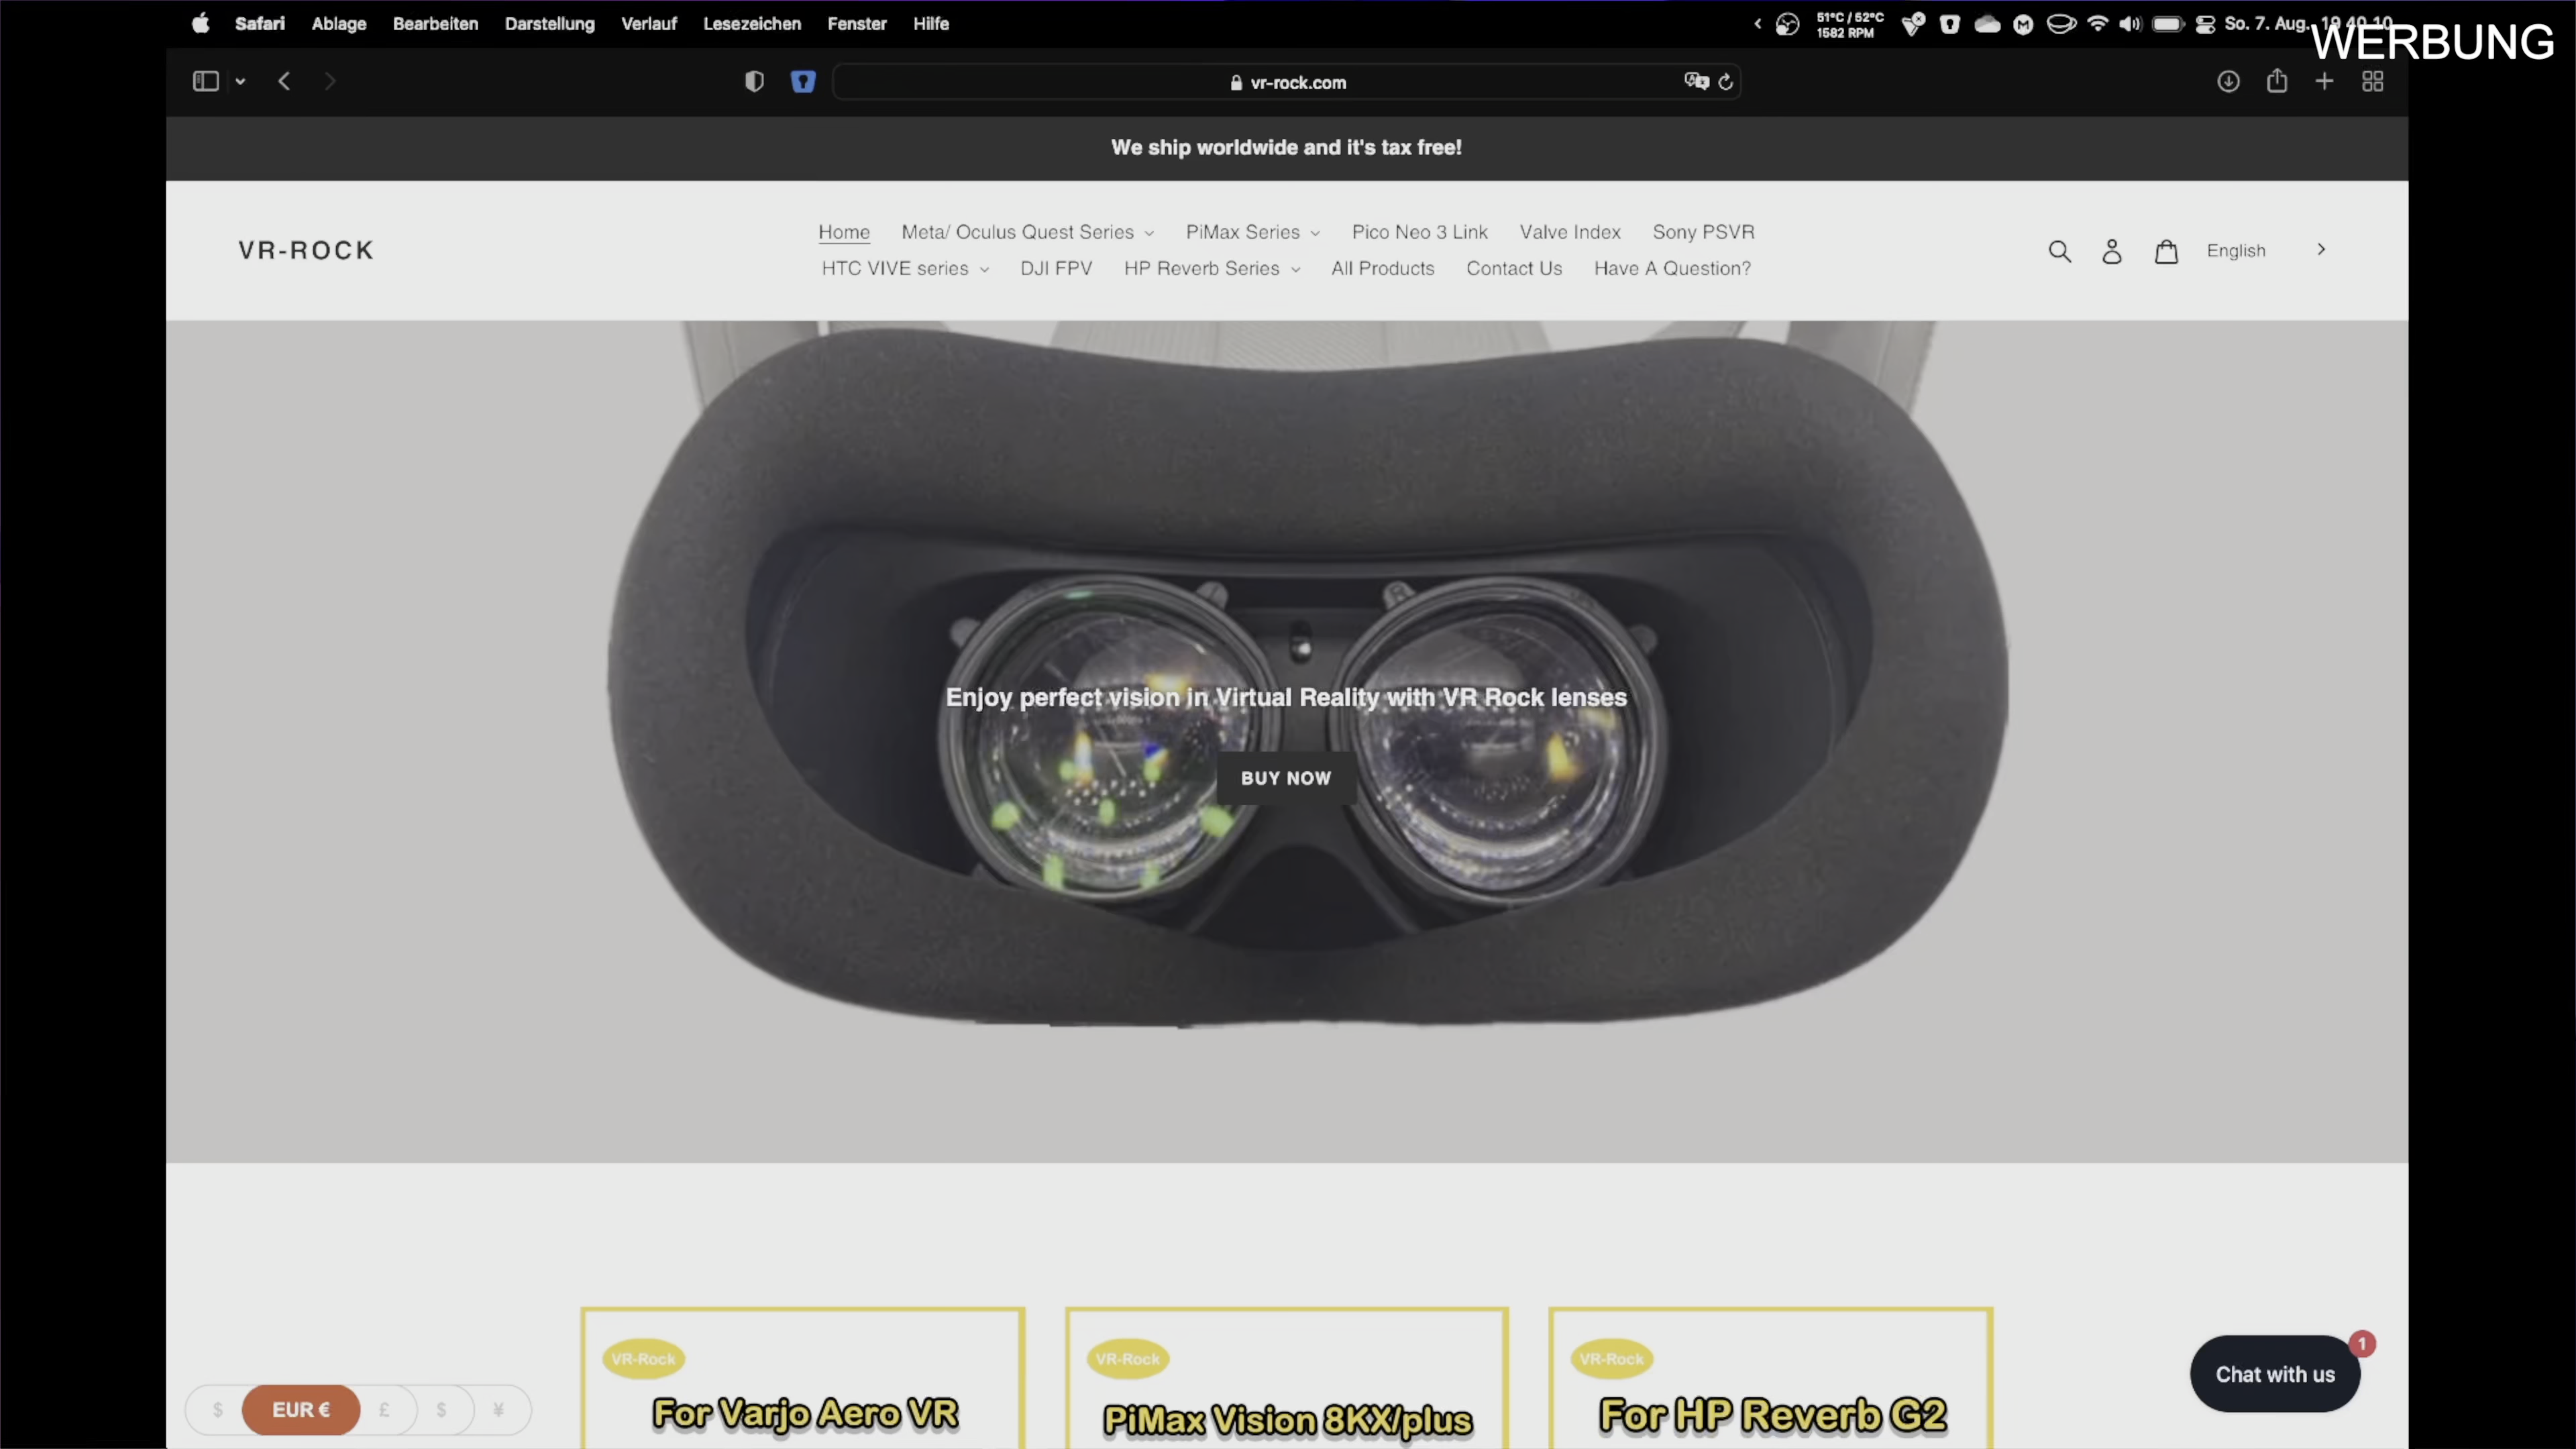 Safari Ablage Bearbeiten Darstellung Verlauf Lesezeichen Fenster Hilfe
51°C / 52°C
1582 RPM
So. 7. Aug.
WERBUNG
vr-rock.com
We ship worldwide and it's tax free!
VR-ROCK
Home Meta/ Oculus Quest Series PiMax Series Pico Neo 3 Link Valve Index Sony PSVR
HTC VIVE series DJI FPV HP Reverb Series All Products Contact Us Have A Question?
English
Enjoy perfect vision in Virtual Reality with VR Rock lenses
BUY NOW
VR-Rock
For Varjo Aero VR
VR-Rock
PiMax Vision 8KX/plus
VR-Rock
For HP Reverb G2
$ EUR € £ $ ¥
Chat with us
1